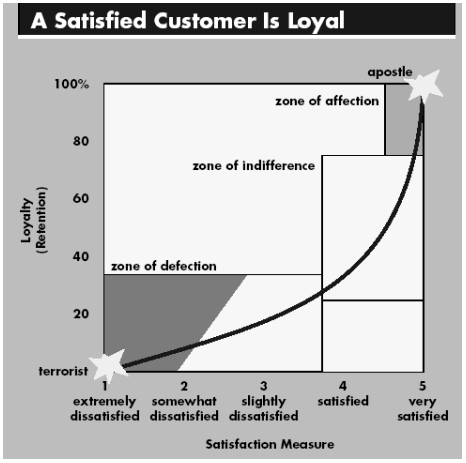 A Satisfied Customer Is Loyal
apostle
100%
zone of affection
80
zone of indifference
60
Loyalty
(Retention)
40
zone of defection
20
terrorist
1 2 3 4 5
extremely somewhat slightly satisfied very
dissatisfied dissatisfied dissatisfied satisfied
Satisfaction Measure